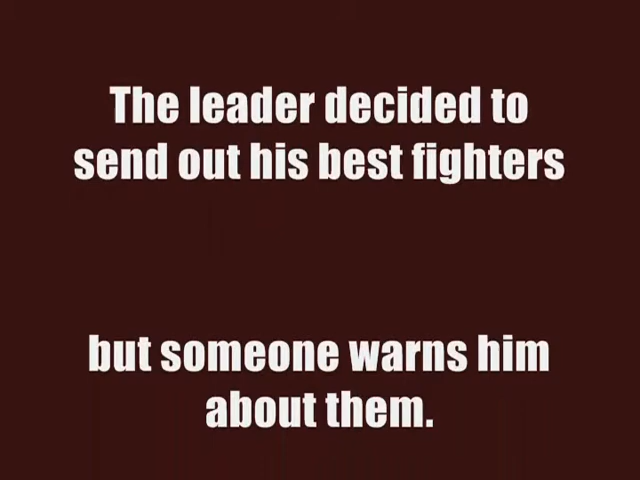 The leader decided to
send out his best fighters
but someone warns him
about them.